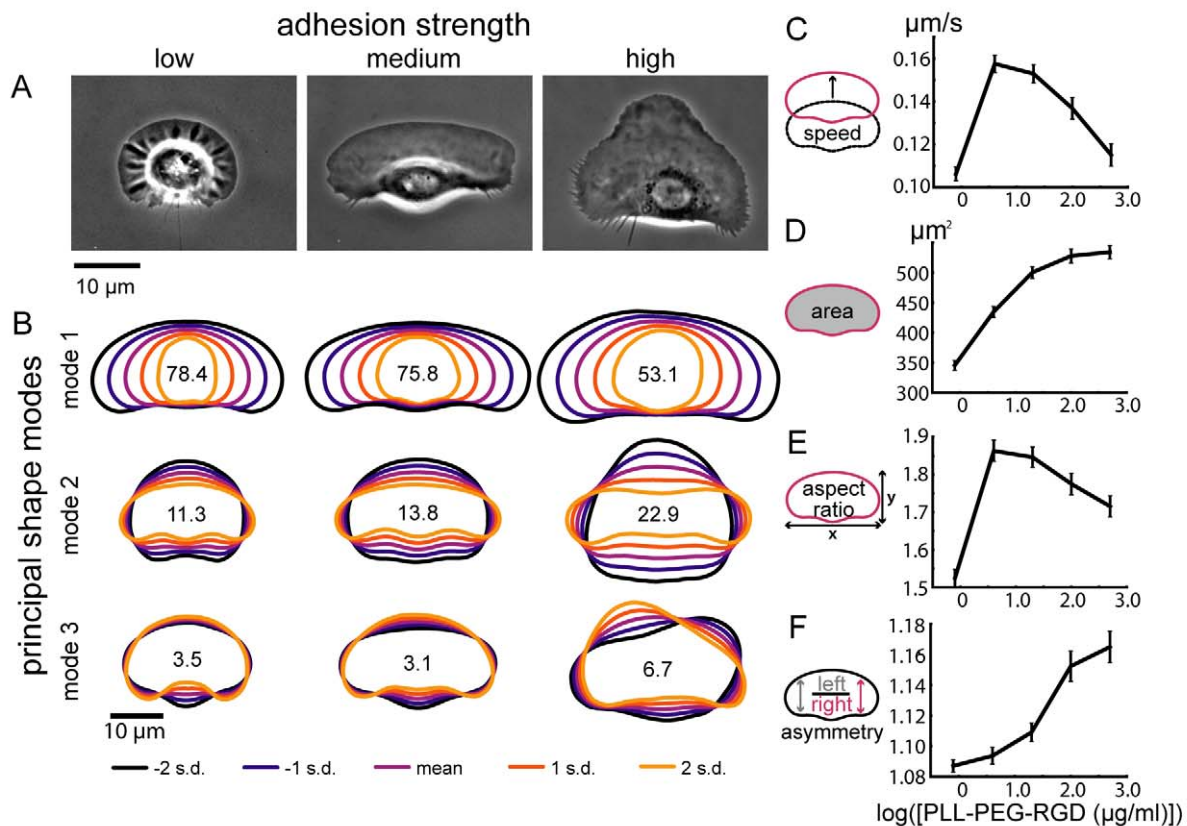 adhesion strength
low medium high
A
10 µm
B
principal shape modes
mode 1
78.4 75.8 53.1
mode 2
11.3 13.8 22.9
mode 3
3.5 3.1 6.7
10 µm
-2 s.d. -1 s.d. mean 1 s.d. 2 s.d.
C
µm/s
speed
0.16
0.14
0.12
0.10
0 1.0 2.0 3.0
D
µm²
area
500
450
400
350
300
0 1.0 2.0 3.0
E
aspect
ratio
y
x
1.9
1.8
1.7
1.6
1.5
0 1.0 2.0 3.0
F
left
right
asymmetry
1.18
1.16
1.14
1.12
1.10
1.08
0 1.0 2.0 3.0
log([PLL-PEG-RGD (µg/ml)])